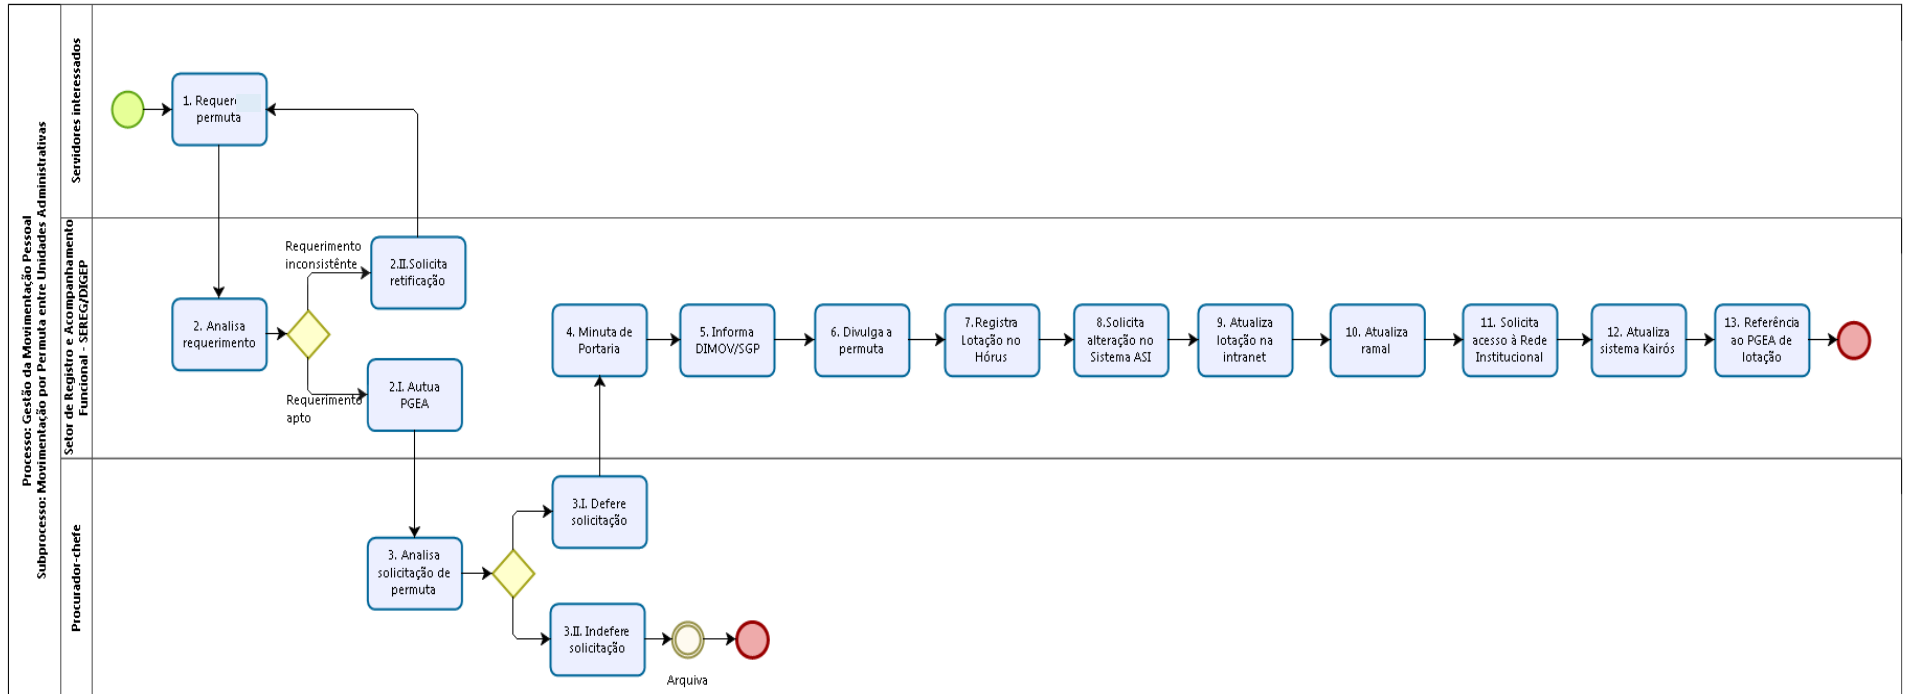 Processo: Gestão da Movimentação Pessoal
Subprocesso: Movimentação por Permuta entre Unidades Administrativas
Servidores interessados
1.
permuta
Setor de Registro e Acompanhamento
Funcional - SEREG/DIGEP
2. Analisa
requerimento
Requerimento
inconsistênte
2.II.Solicita
retificação
Requerimento
apto
2.I. Autua
PGEA
4. Minuta de
Portaria
5. Informa
DIMOV/SGP
6. Divulga a
permuta
7.Registra
Lotação no
Hórus
8.Solicita
alteração no
Sistema ASI
9. Atualiza
lotação na
intranet
10. Atualiza
ramal
11. Solicita
acesso à Rede
Institucional
12. Atualiza
sistema Kairós
13. Referência
ao PGEA de
lotação
Procurador-chefe
3. Analisa
solicitação de
permuta
3.I. Defere
solicitação
3.II. Indefere
solicitação
Arquiva